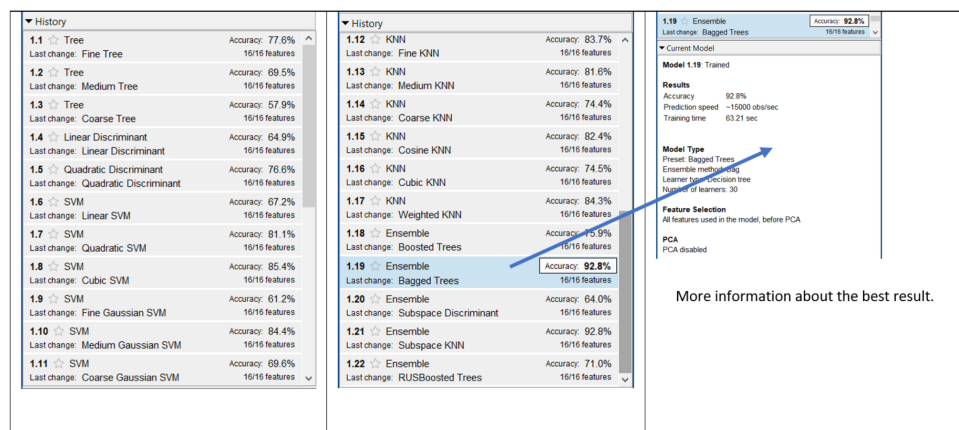 History
1.1 Tree Accuracy: 77.6%
Last change: Fine Tree 16/16 features
1.2 Tree Accuracy: 69.5%
Last change: Medium Tree 16/16 features
1.3 Tree Accuracy: 57.9%
Last change: Coarse Tree 16/16 features
1.4 Linear Discriminant Accuracy: 64.9%
Last change: Linear Discriminant 16/16 features
1.5 Quadratic Discriminant Accuracy: 76.6%
Last change: Quadratic Discriminant 16/16 features
1.6 SVM Accuracy: 67.2%
Last change: Linear SVM 16/16 features
1.7 SVM Accuracy: 81.1%
Last change: Quadratic SVM 16/16 features
1.8 SVM Accuracy: 85.4%
Last change: Cubic SVM 16/16 features
1.9 SVM Accuracy: 61.2%
Last change: Fine Gaussian SVM 16/16 features
1.10 SVM Accuracy: 84.4%
Last change: Medium Gaussian SVM 16/16 features
1.11 SVM Accuracy: 69.6%
Last change: Coarse Gaussian SVM 16/16 features
History
1.12 KNN Accuracy: 83.7%
Last change: Fine KNN 16/16 features
1.13 KNN Accuracy: 81.6%
Last change: Medium KNN 16/16 features
1.14 KNN Accuracy: 74.4%
Last change: Coarse KNN 16/16 features
1.15 KNN Accuracy: 82.4%
Last change: Cosine KNN 16/16 features
1.16 KNN Accuracy: 74.5%
Last change: Cubic KNN 16/16 features
1.17 KNN Accuracy: 84.3%
Last change: Weighted KNN 16/16 features
1.18 Ensemble Accuracy: 75.9%
Last change: Boosted Trees 16/16 features
1.19 Ensemble Accuracy: 92.8%
Last change: Bagged Trees 16/16 features
1.20 Ensemble Accuracy: 64.0%
Last change: Subspace Discriminant 16/16 features
1.21 Ensemble Accuracy: 92.8%
Last change: Subspace KNN 16/16 features
1.22 Ensemble Accuracy: 71.0%
Last change: RUSBoosted Trees 16/16 features
1.19 Ensemble Accuracy: 92.8%
Last change: Bagged Trees 16/16 features
Current Model
Model 1.19: Trained
Results
Accuracy 92.8%
Prediction speed ~15000 obs/sec
Training time 63.21 sec
Model Type
Preset: Bagged Trees
Ensemble method: Bag
Learner type: Decision tree
Number of learners: 30
Feature Selection
All features used in the model, before PCA
PCA
PCA disabled
More information about the best result.